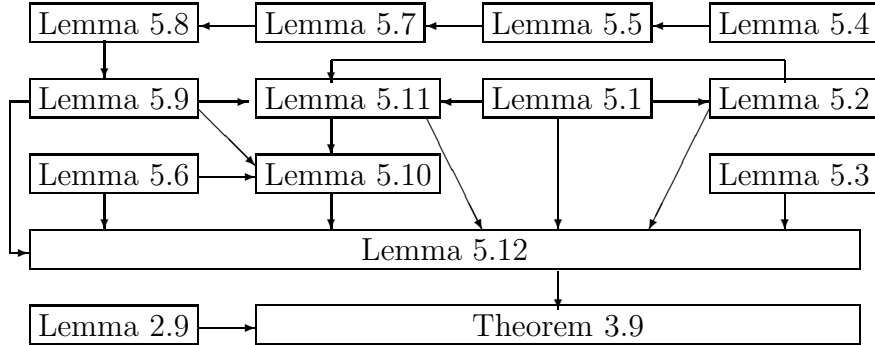 Lemma 5.8 Lemma 5.7 Lemma 5.5 Lemma 5.4
Lemma 5.9 Lemma 5.11 Lemma 5.1 Lemma 5.2
Lemma 5.6 Lemma 5.10 Lemma 5.3
Lemma 5.12
Lemma 2.9 Theorem 3.9